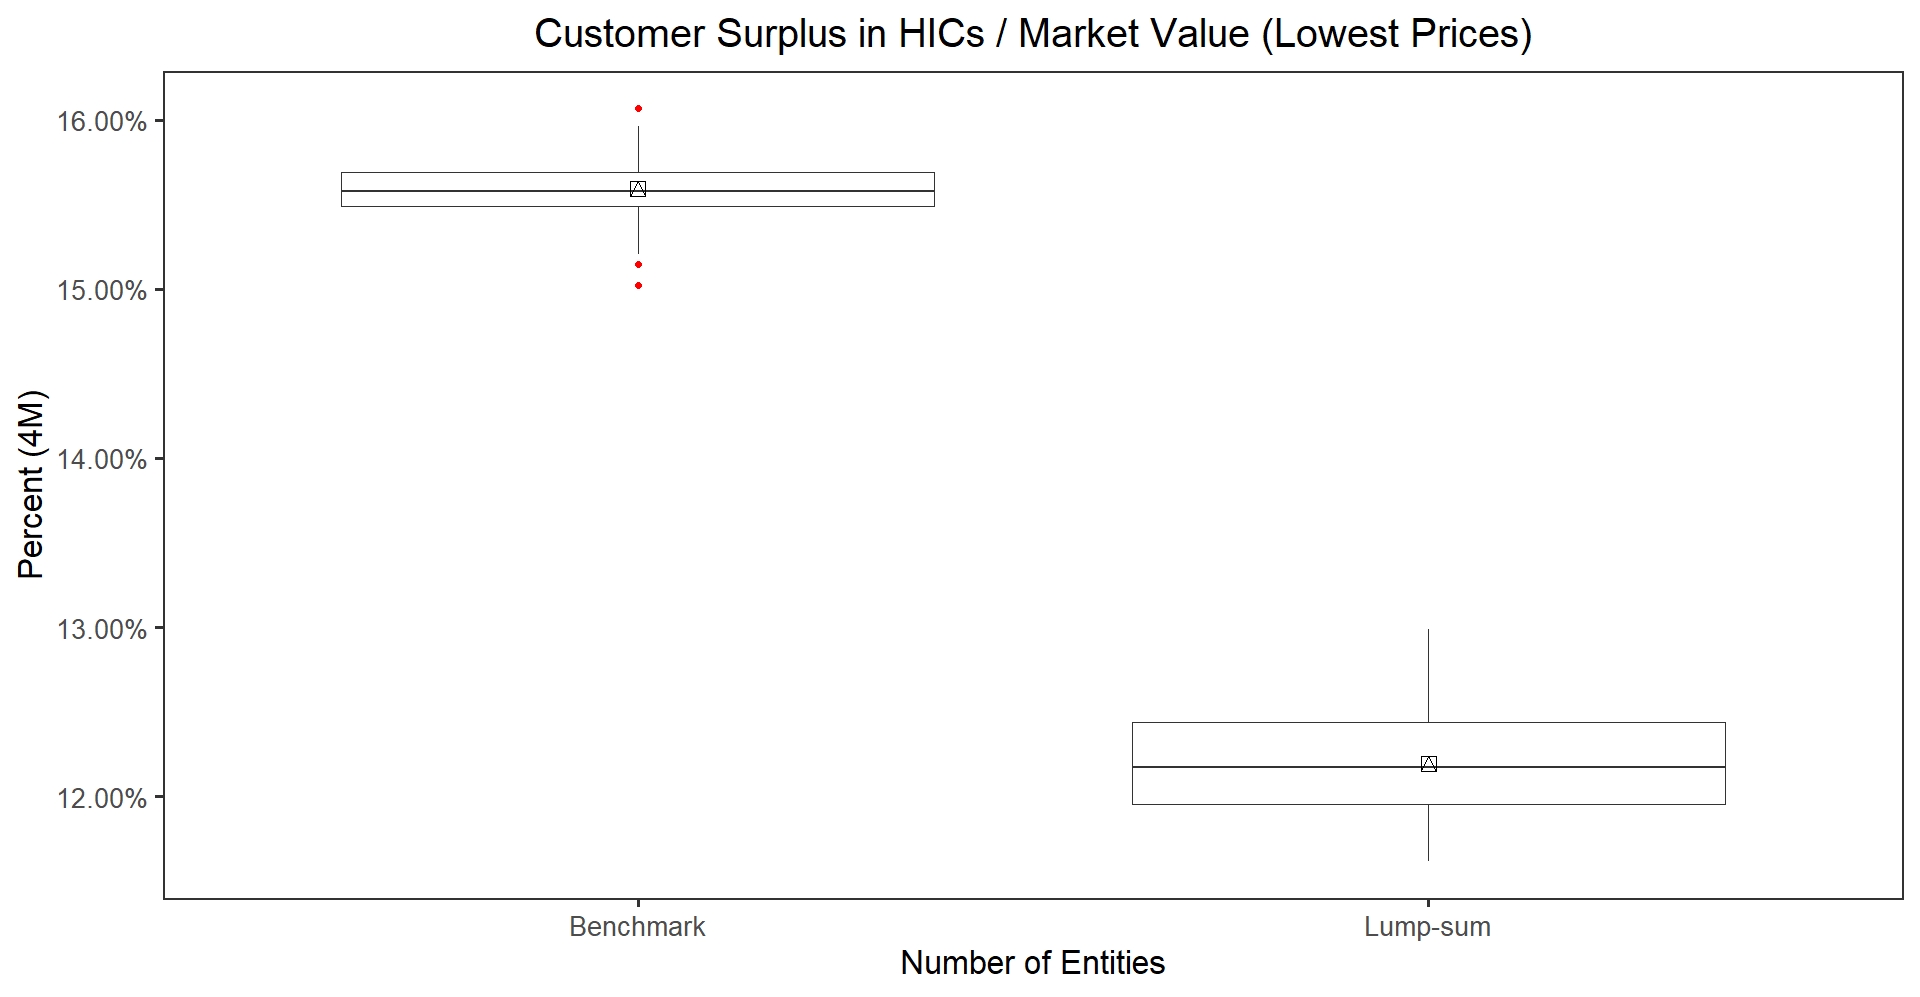 Customer Surplus in HICs / Market Value (Lowest Prices)
Percent (4M)
16.00%
15.00%
14.00%
13.00%
12.00%
Benchmark
Lump-sum
Number of Entities